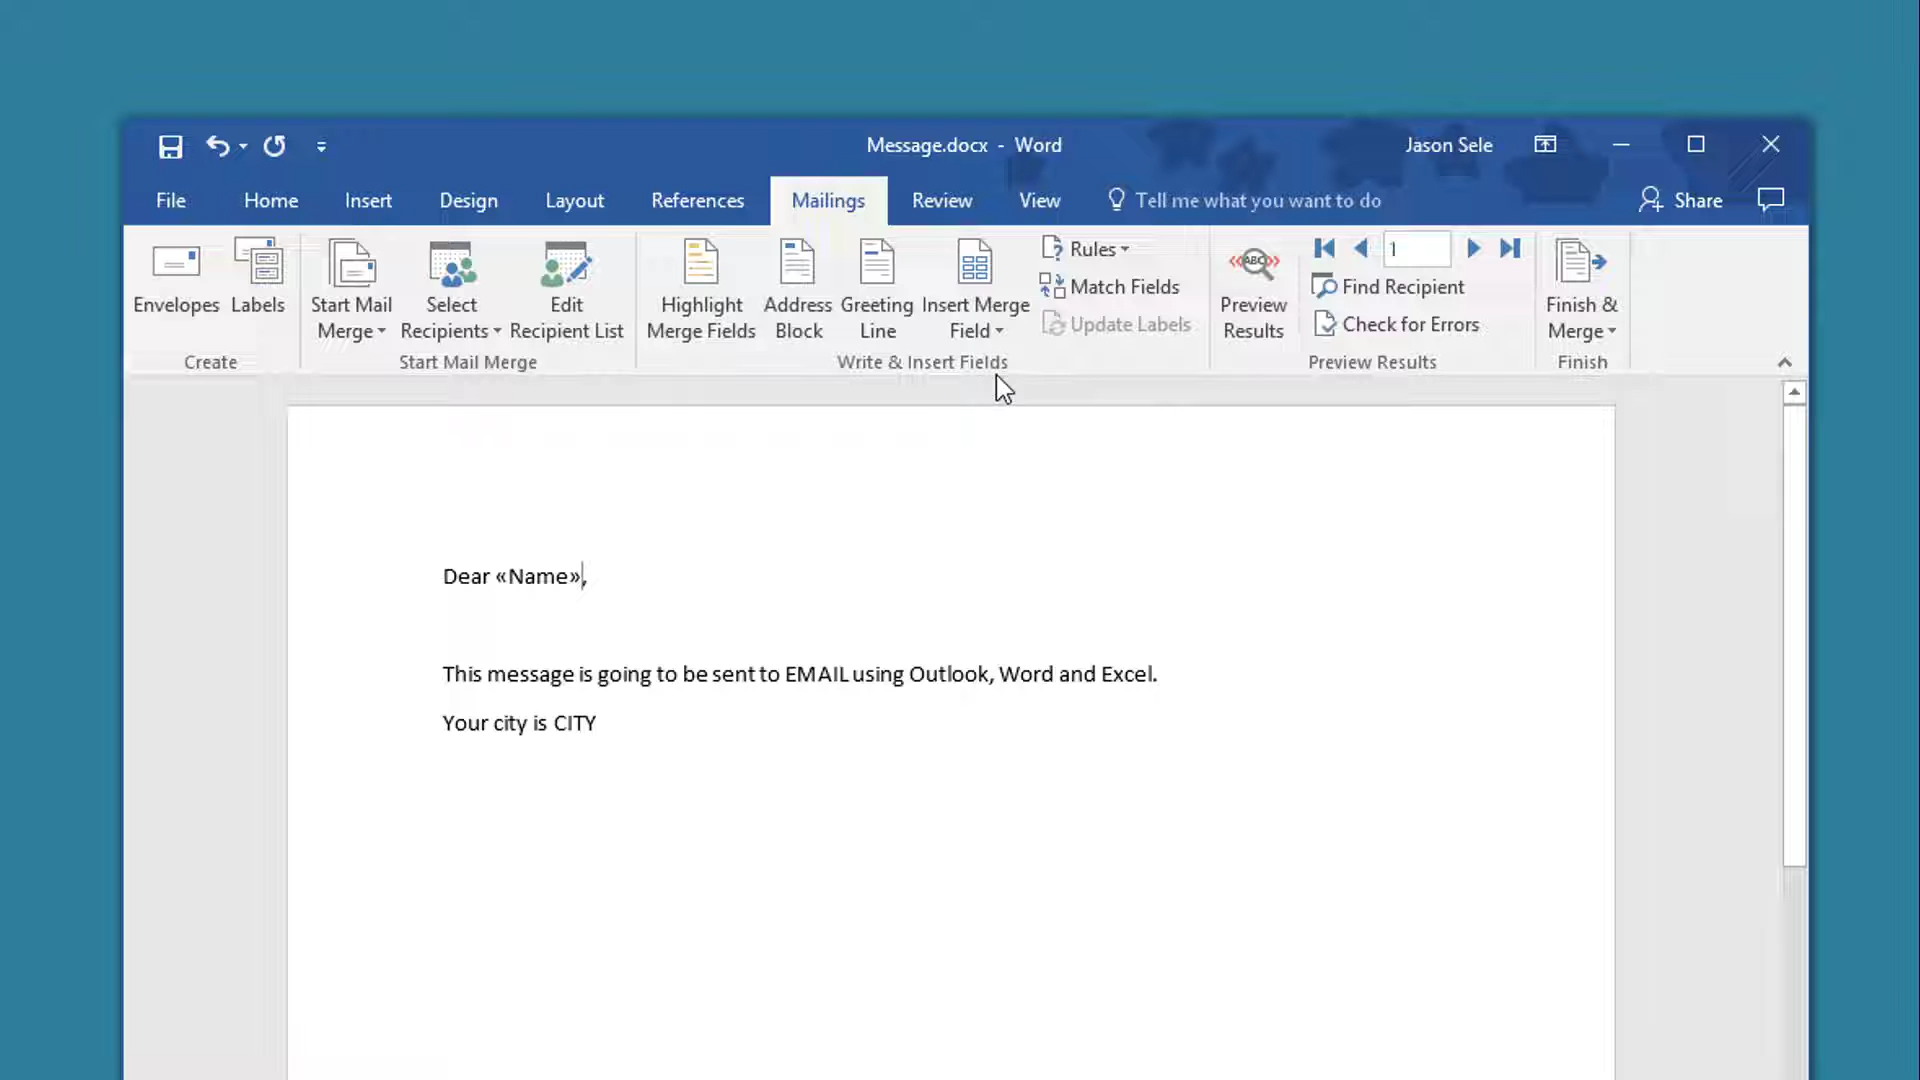 Message.docx - Word
Jason Sele
File Home Insert Design Layout References Mailings Review View Tell me what you want to do Share
Envelopes
Labels
Start Mail
Merge
Select
Recipients
Edit
Recipient List
Highlight
Merge Fields
Address
Block
Greeting
Line
Insert Merge
Field
Rules
Match Fields
Update Labels
«ABC»
Preview
Results
1
Find Recipient
Check for Errors
Finish &
Merge
Create
Start Mail Merge
Write & Insert Fields
Preview Results
Finish
Dear «Name»,
This message is going to be sent to EMAIL using Outlook, Word and Excel.
Your city is CITY